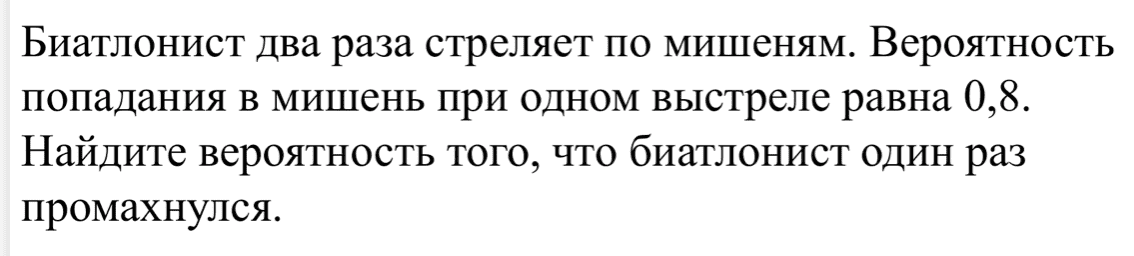 Биатлонист два раза стреляет по мишеням. Вероятность
попадания в мишень при одном выстреле равна 0,8.
Найдите вероятность того, что биатлонист один раз
промахнулся.